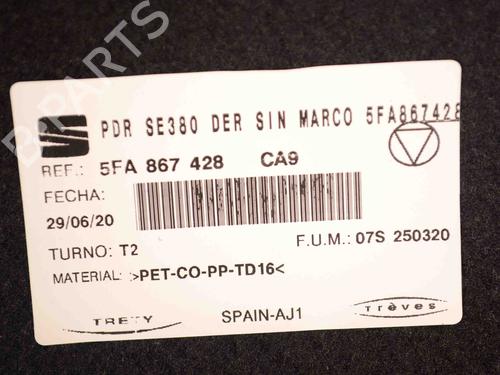 B-PARTS
PDR SE380 DER SIN MARCO 5FA867428
REF.: 5FA 867 428 CA9
FECHA:
29/06/20
TURNO: T2
F.U.M.: 07S 250320
MATERIAL: :>PET-CO-PP-TD16<
TRETY
SPAIN-AJ1
Trèves